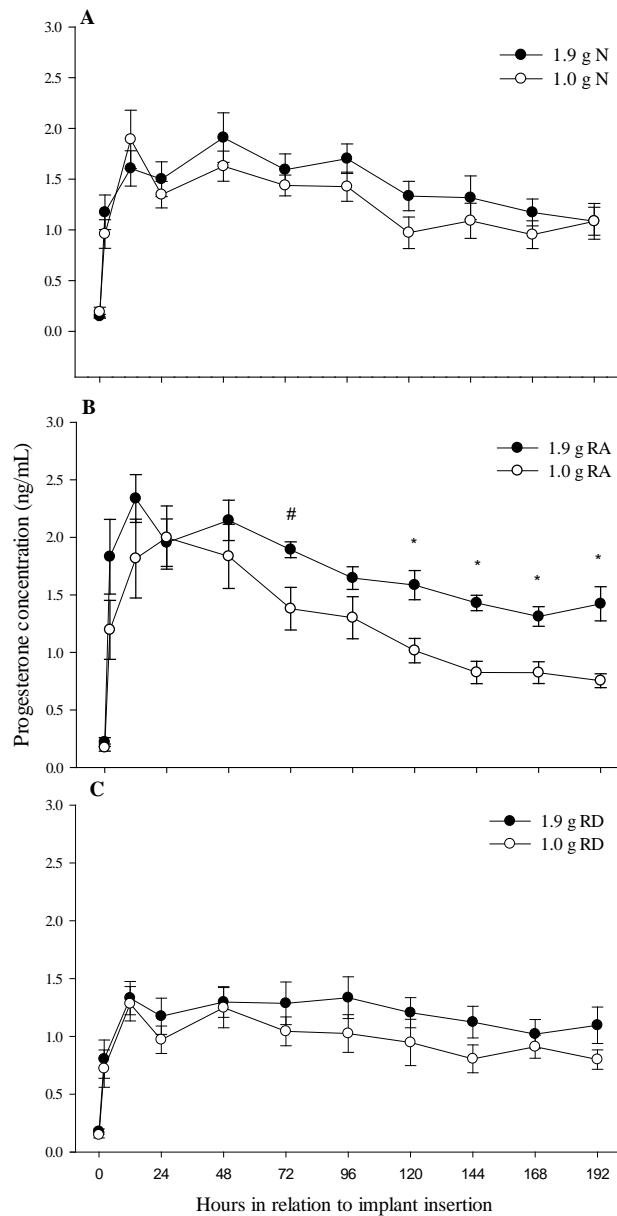 A
1.9 g N
1.0 g N
3.0
2.5
2.0
1.5
1.0
0.5
0.0
B
1.9 g RA
1.0 g RA
3.0
2.5
2.0
1.5
1.0
0.5
0.0
#
*
*
*
*
Progesterone concentration (ng/mL)
C
1.9 g RD
1.0 g RD
3.0
2.5
2.0
1.5
1.0
0.5
0.0
0 24 48 72 96 120 144 168 192
Hours in relation to implant insertion